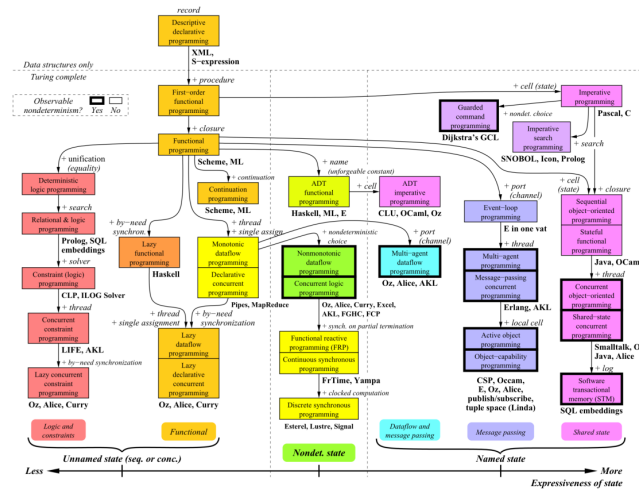 record
Descriptive
declarative
programming
XML,
S−expression
Data structures only
Turing complete
+ procedure
+ cell (state)
Observable
nondeterminism?
Yes
No
First-order
functional
programming
Imperative
programming
Pascal, C
+ nondet. choice
Guarded
command
programming
Dijkstra's GCL
Imperative
search
programming
SNOBOL, Icon, Prolog
+ search
+ closure
Functional
programming
Scheme, ML
+ unification
(equality)
+ continuation
+ name
(unforgeable constant)
+ cell
+ port
(channel)
+ cell
(state)
+ closure
Deterministic
logic programming
Continuation
programming
Scheme, ML
ADT
functional
programming
Haskell, ML, E
ADT
imperative
programming
CLU, OCaml, Oz
Event−loop
programming
E in one vat
Sequential
object−oriented
programming
Stateful
functional
programming
Java, OCam
+ search
Relational & logic
programming
Prolog, SQL
embeddings
+ by−need
synchron.
+ thread
+ single assign.
+ nondeterministic
choice
+ port
(channel)
+ thread
+ thread
Lazy
functional
programming
Haskell
Monotonic
dataflow
programming
Declarative
concurrent
programming
Pipes, MapReduce
Nonmonotonic
dataflow
programming
Concurrent logic
programming
Oz, Alice, Curry, Excel,
AKL, FGHC, FCP
Multi−agent
dataflow
programming
Oz, Alice, AKL
Multi−agent
programming
Message−passing
concurrent
programming
Erlang, AKL
Concurrent
object−oriented
programming
Shared−state
concurrent
programming
Smalltalk, O
Java, Alice
+ solver
Constraint (logic)
programming
CLP, ILOG Solver
+ thread
+ thread
+ single assignment
+ by−need
synchronization
+ synch. on partial termination
+ local cell
Concurrent
constraint
programming
LIFE, AKL
+ by−need synchronization
Lazy concurrent
constraint
programming
Oz, Alice, Curry
Lazy
dataflow
programming
Lazy
declarative
concurrent programming
Oz, Alice, Curry
Functional reactive
programming (FRP)
Continuous synchronous
programming
FrTime, Yampa
+ clocked computation
Discrete synchronous
programming
Esterel, Lustre, Signal
Active object
programming
Object−capability
programming
CSP, Occam,
E, Oz, Alice,
publish/subscribe,
tuple space (Linda)
+ log
Software
transactional
memory (STM)
SQL embeddings
Logic and
constraints
Functional
Nondet. state
Dataflow and
message passing
Message passing
Shared state
Unnamed state (seq. or conc.)
Named state
Less
More
Expressiveness of state